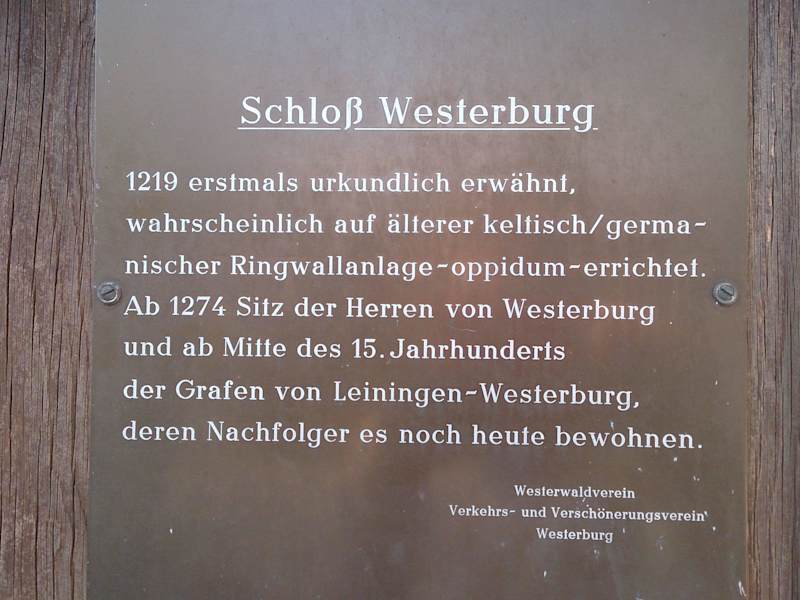 Schloß Westerburg
1219 erstmals urkundlich erwähnt,
wahrscheinlich auf älterer keltisch/germa-
nischer Ringwallanlage-oppidum-errichtet.
Ab 1274 Sitz der Herren von Westerburg
und ab Mitte des 15. Jahrhunderts
der Grafen von Leiningen-Westerburg,
deren Nachfolger es noch heute bewohnen.
Westerwaldverein
Verkehrs- und Verschönerungsverein
Westerburg